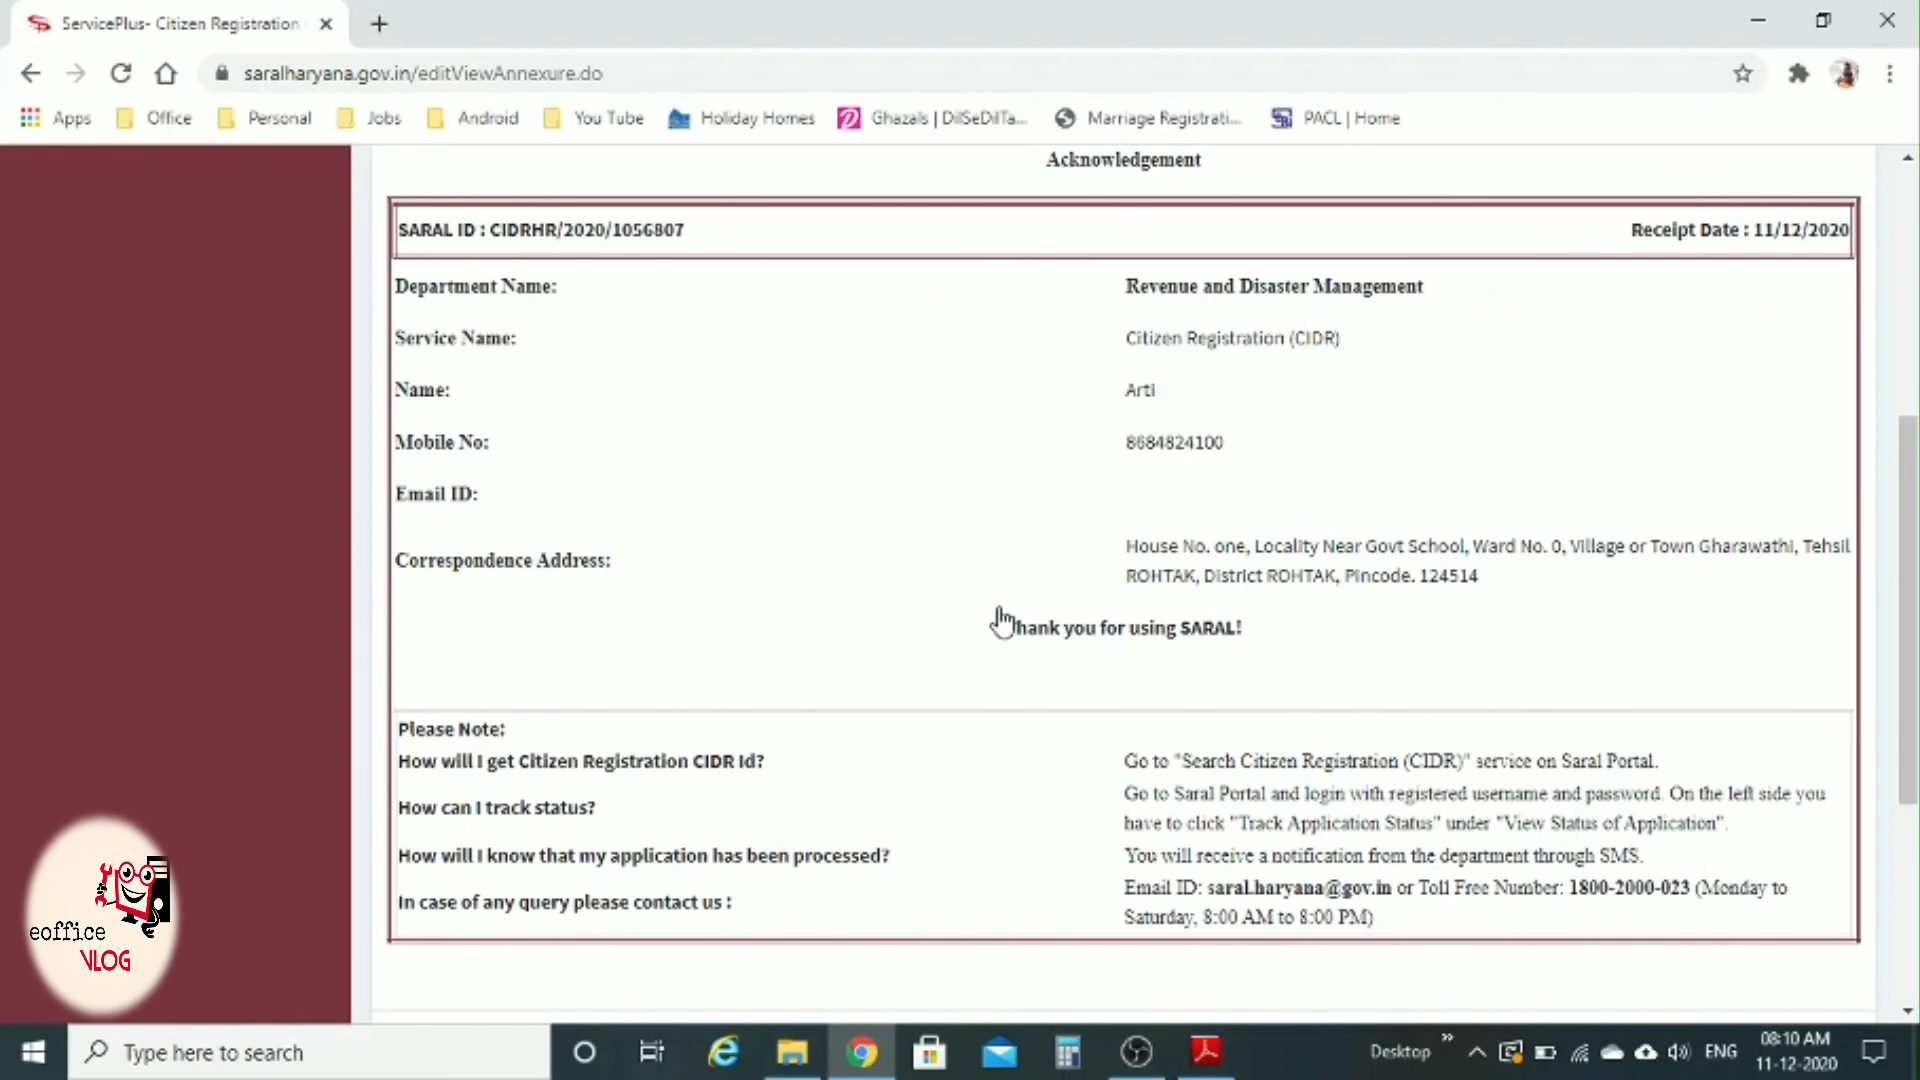 ServicePlus- Citizen Registration
saralharyana.gov.in/editViewAnnexure.do
Apps Office Personal Jobs Android You Tube Holiday Homes Ghazals | DilSeDilTa... Marriage Registrati... PACL | Home
Acknowledgement
SARAL ID : CIDRHR/2020/1056807 Receipt Date : 11/12/2020
Department Name: Revenue and Disaster Management
Service Name: Citizen Registration (CIDR)
Name: Arti
Mobile No: 8684824100
Email ID:
Correspondence Address: House No. one, Locality Near Govt School, Ward No. 0, Village or Town Gharawathi, Tehsil
ROHTAK, District ROHTAK, Pincode. 124514
hank you for using SARAL!
Please Note:
How will I get Citizen Registration CIDR Id? Go to "Search Citizen Registration (CIDR)" service on Saral Portal.
How can I track status? Go to Saral Portal and login with registered username and password. On the left side you
have to click "Track Application Status" under "View Status of Application".
How will I know that my application has been processed? You will receive a notification from the department through SMS.
In case of any query please contact us : Email ID: saral.haryana@gov.in or Toll Free Number: 1800-2000-023 (Monday to
Saturday, 8:00 AM to 8:00 PM)
eoffice
VLOG
Type here to search
Desktop
ENG
08:10 AM
11-12-2020